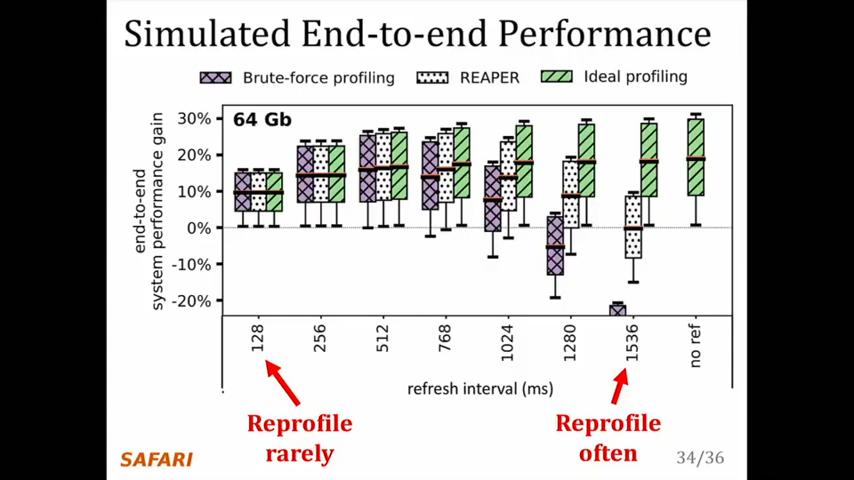 Simulated End-to-end Performance
Brute-force profiling REAPER Ideal profiling
64 Gb
end-to-end
system performance gain
30%
20%
10%
0%
-10%
-20%
128 256 512 768 1024 1280 1536 no ref
refresh interval (ms)
Reprofile
rarely
Reprofile
often
SAFARI
34/36